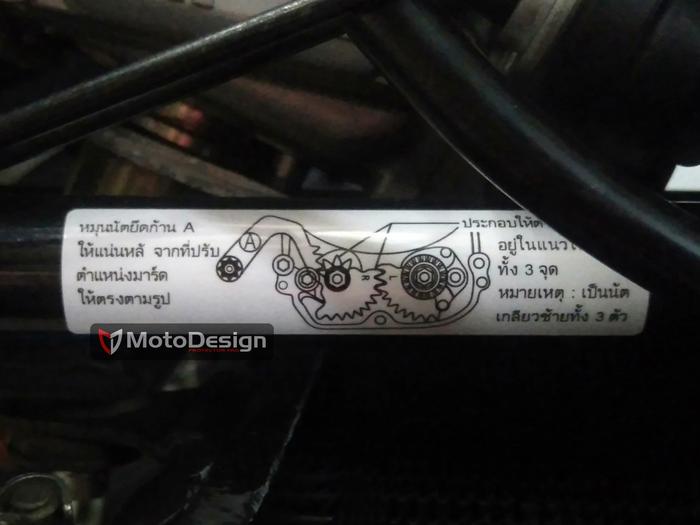 หมุนนัตยึดก้าน A
ให้แน่นหลั จากที่ปรับ
ตำแหน่งมาร์ค
ให้ตรงตามรูป
A
ประกอบให้ต
อยู่ในแนวใ
ทั้ง 3 จุด
หมายเหตุ : เป็นนัต
เกลียวซ้ายทั้ง 3 ตัว
MotoDesign
PROTECTOR PRO